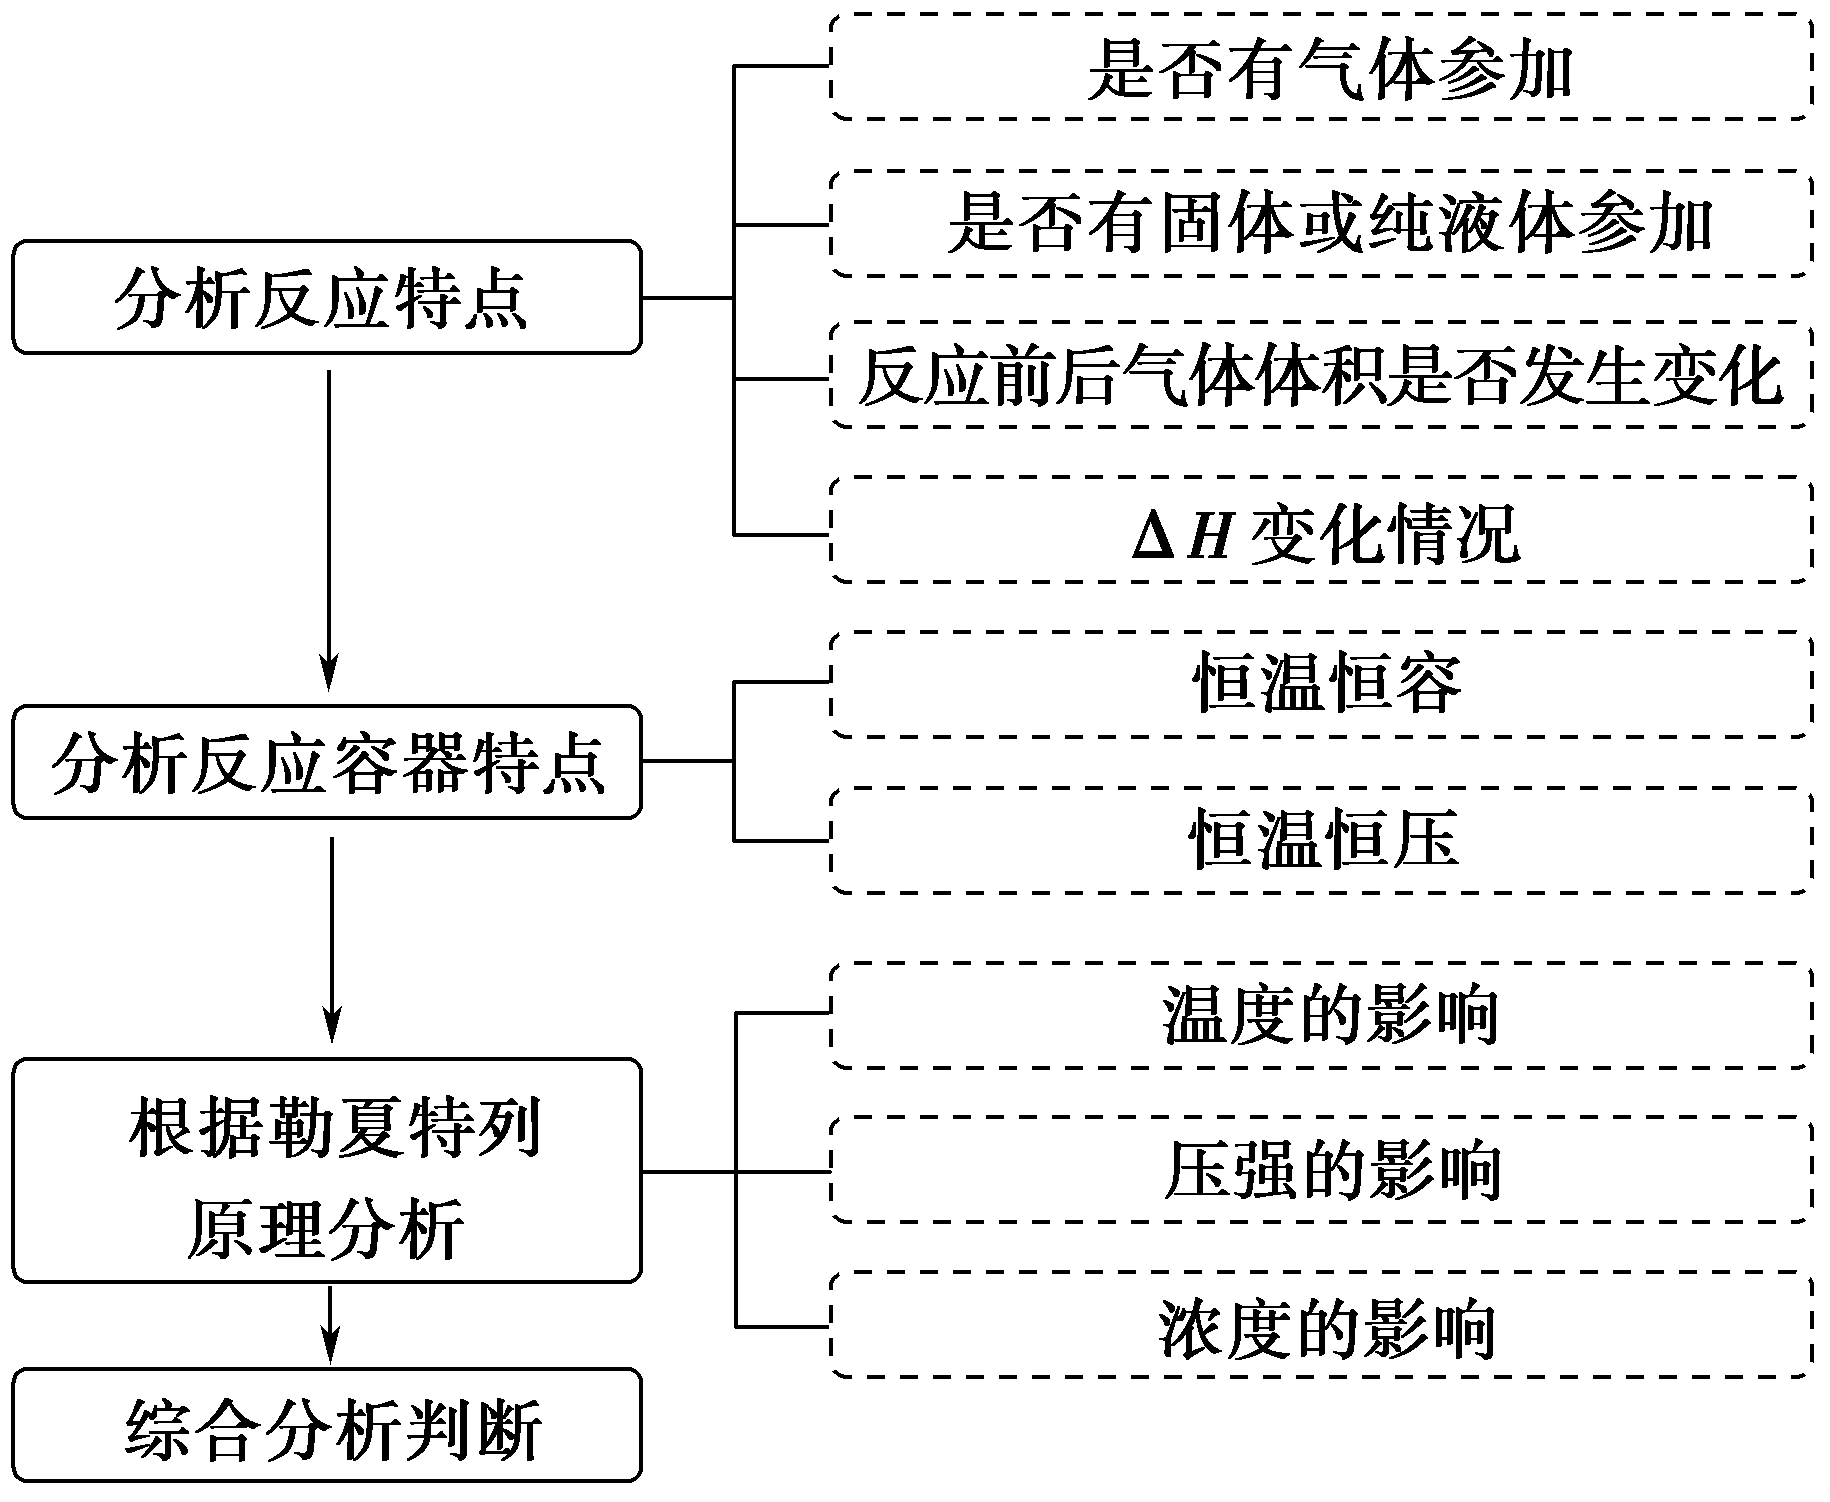 分析反应特点
是否有气体参加
是否有固体或纯液体参加
反应前后气体体积是否发生变化
ΔH变化情况
分析反应容器特点
恒温恒容
恒温恒压
根据勒夏特列
原理分析
温度的影响
压强的影响
浓度的影响
综合分析判断